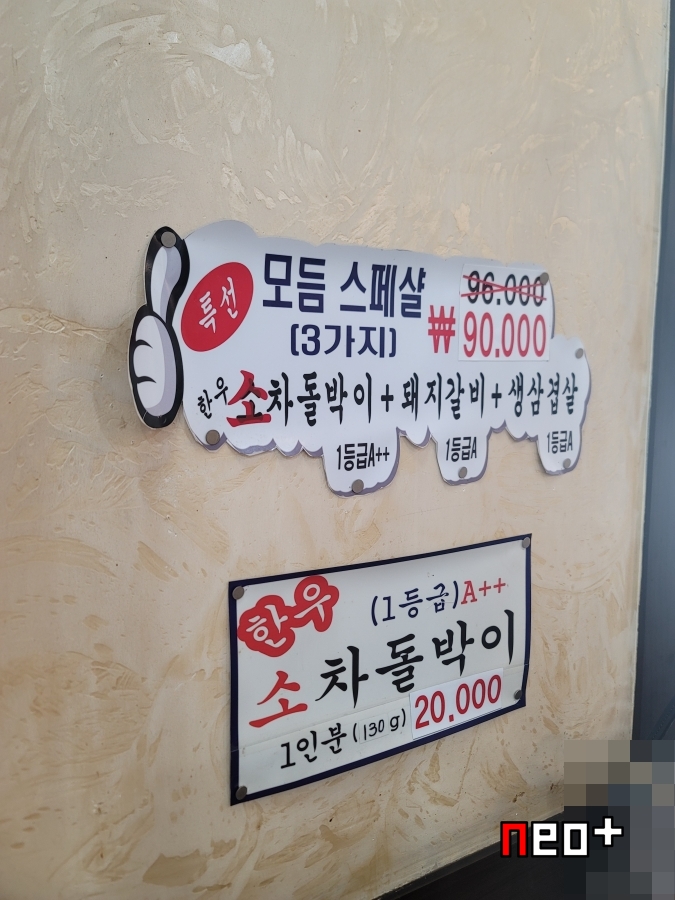 특선
모듬 스페샬
(3가지)
96.000
₩ 90.000
한우 소차돌박이+돼지갈비+생삼겹살
1등급A++ 1등급A 1등급A
한우 (1등급)A++
소차돌박이
1인분(130g) 20.000
neo+